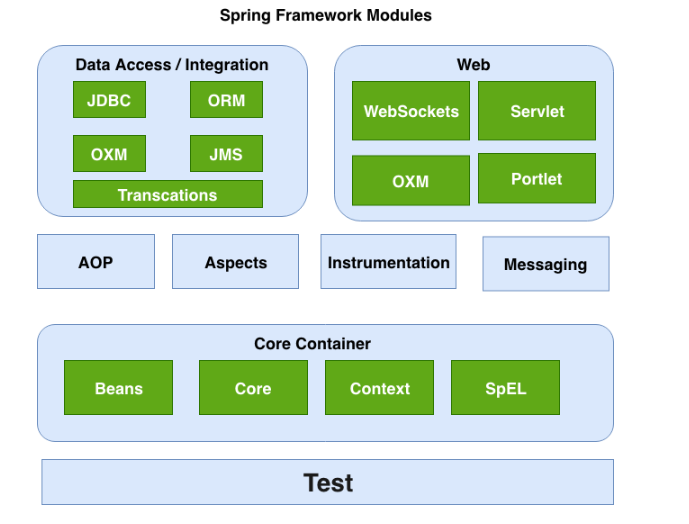 Spring Framework Modules
Data Access / Integration
JDBC
ORM
OXM
JMS
Transcations
Web
WebSockets
Servlet
OXM
Portlet
AOP
Aspects
Instrumentation
Messaging
Core Container
Beans
Core
Context
SpEL
Test